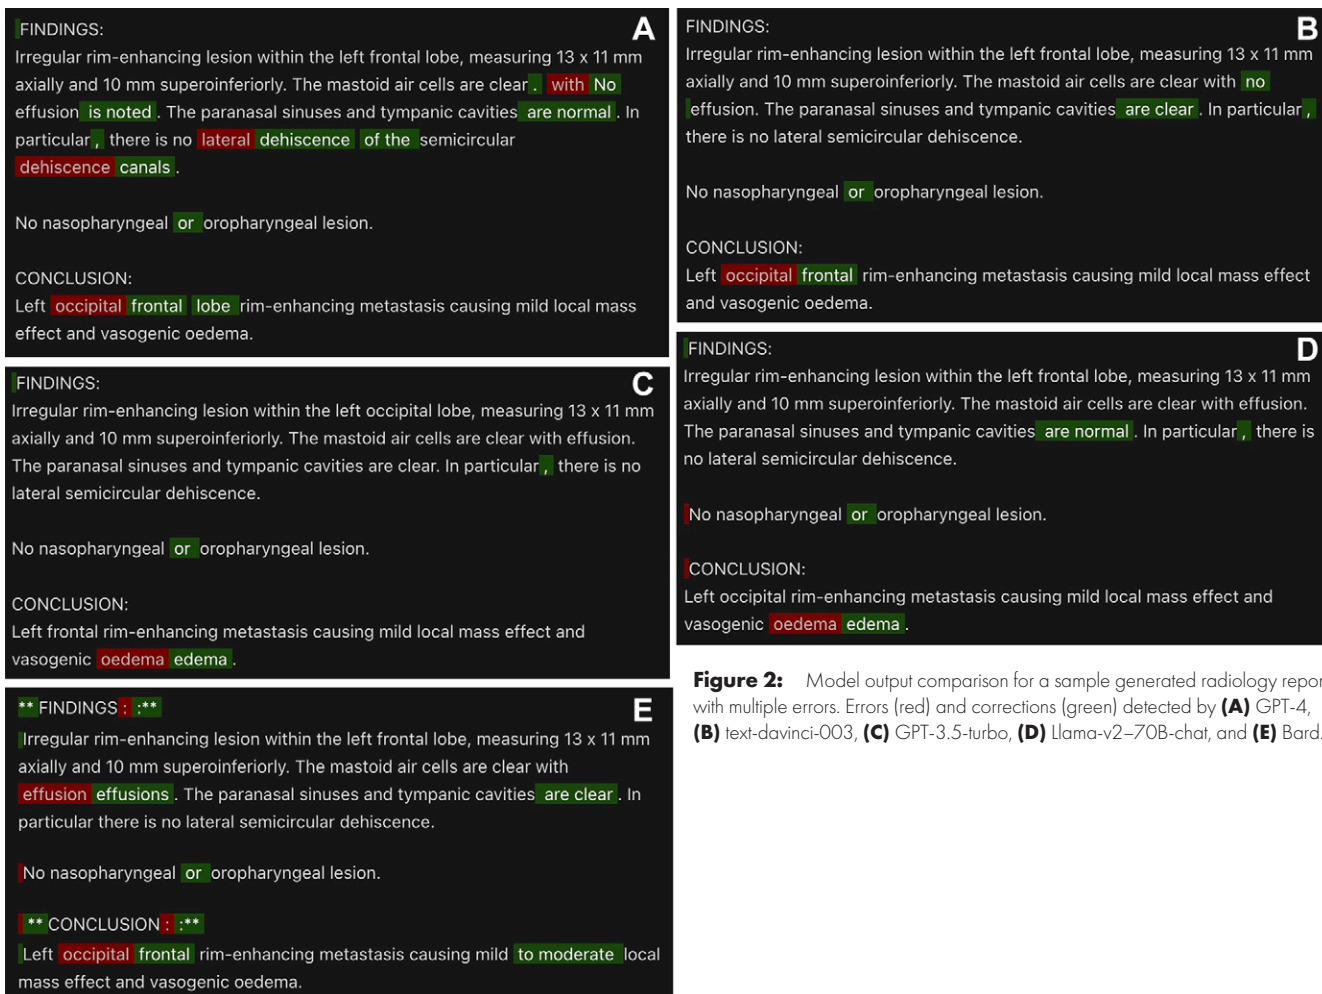 A
FINDINGS:
Irregular rim-enhancing lesion within the left frontal lobe, measuring 13 x 11 mm
axially and 10 mm superoinferiorly. The mastoid air cells are clear . with No
effusion is noted . The paranasal sinuses and tympanic cavities are normal . In
particular , there is no lateral dehiscence of the semicircular
dehiscence canals .
No nasopharyngeal or oropharyngeal lesion.
CONCLUSION:
Left occipital frontal lobe rim-enhancing metastasis causing mild local mass
effect and vasogenic oedema.
B
FINDINGS:
Irregular rim-enhancing lesion within the left frontal lobe, measuring 13 x 11 mm
axially and 10 mm superoinferiorly. The mastoid air cells are clear with no
effusion. The paranasal sinuses and tympanic cavities are clear . In particular ,
there is no lateral semicircular dehiscence.
No nasopharyngeal or oropharyngeal lesion.
CONCLUSION:
Left occipital frontal rim-enhancing metastasis causing mild local mass effect
and vasogenic oedema.
C
FINDINGS:
Irregular rim-enhancing lesion within the left occipital lobe, measuring 13 x 11 mm
axially and 10 mm superoinferiorly. The mastoid air cells are clear with effusion.
The paranasal sinuses and tympanic cavities are clear. In particular , there is no
lateral semicircular dehiscence.
No nasopharyngeal or oropharyngeal lesion.
CONCLUSION:
Left frontal rim-enhancing metastasis causing mild local mass effect and
vasogenic oedema edema .
D
FINDINGS:
Irregular rim-enhancing lesion within the left frontal lobe, measuring 13 x 11 mm
axially and 10 mm superoinferiorly. The mastoid air cells are clear with effusion.
The paranasal sinuses and tympanic cavities are normal . In particular , there is
no lateral semicircular dehiscence.
No nasopharyngeal or oropharyngeal lesion.
CONCLUSION:
Left occipital rim-enhancing metastasis causing mild local mass effect and
vasogenic oedema edema .
E
** FINDINGS : :**
Irregular rim-enhancing lesion within the left frontal lobe, measuring 13 x 11 mm
axially and 10 mm superoinferiorly. The mastoid air cells are clear with
effusion effusions . The paranasal sinuses and tympanic cavities are clear . In
particular there is no lateral semicircular dehiscence.
No nasopharyngeal or oropharyngeal lesion.
** CONCLUSION : :**
Left occipital frontal rim-enhancing metastasis causing mild to moderate local
mass effect and vasogenic oedema.
Figure 2: Model output comparison for a sample generated radiology repor
with multiple errors. Errors (red) and corrections (green) detected by (A) GPT-4,
(B) text-davinci-003, (C) GPT-3.5-turbo, (D) Llama-v2–70B-chat, and (E) Bard.